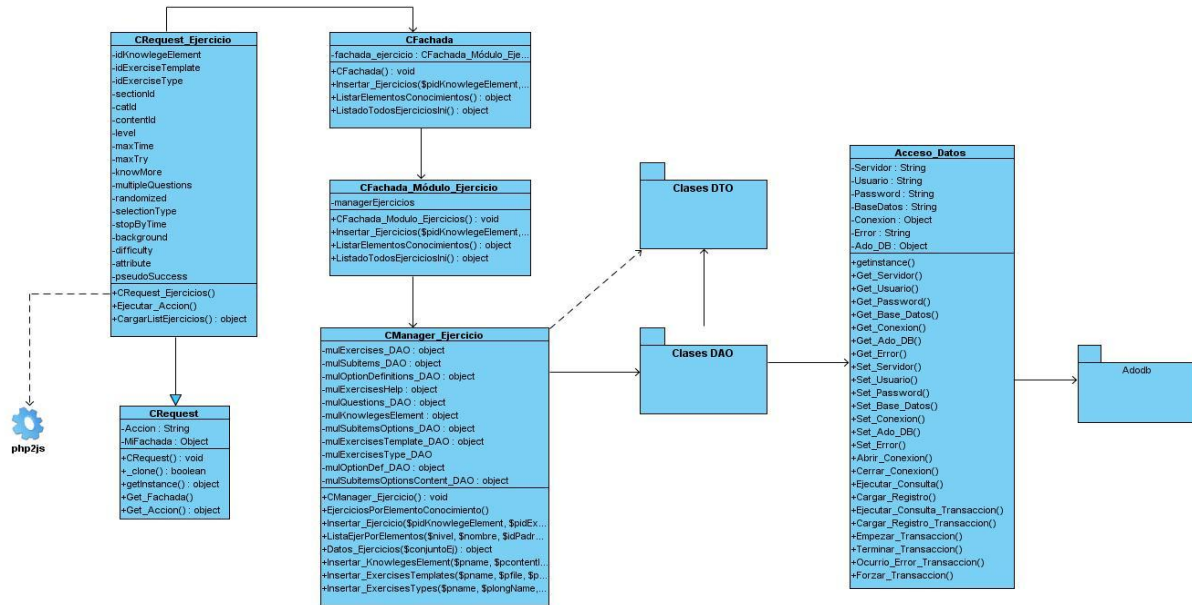 CRequest_Ejercicio
-idKnowlegeElement
-idExerciseTemplate
-idExerciseType
-sectionId
-catId
-contentId
-level
-maxTime
-maxTry
-knowMore
-multipleQuestions
-randomized
-selectionType
-stopByTime
-background
-difficulty
-attribute
-pseudoSuccess
+CRequest_Ejercicios()
+Ejecutar_Accion()
+CargarListEjercicios() : object
php2js
CRequest
-Accion : String
-MiFachada : Object
+CRequest() : void
+_clone() : boolean
+getInstance() : object
+Get_Fachada()
+Get_Accion() : object
CFachada
-fachada_ejercicio : CFachada_Módulo_Eje...
+CFachada() : void
+Insertar_Ejercicios($pidKnowlegeElement,...
+ListarElementosConocimientos() : object
+ListadoTodosEjerciciosIni() : object
CFachada_Módulo_Ejercicio
-managerEjercicios
+CFachada_Modulo_Ejercicios() : void
+Insertar_Ejercicios($pidKnowlegeElement,...
+ListarElementosConocimientos() : object
+ListadoTodosEjerciciosIni() : object
CManager_Ejercicio
-mulExercises_DAO : object
-mulSubitems_DAO : object
-mulOptionDefinitions_DAO : object
-mulExercisesHelp : object
-mulQuestions_DAO : object
-mulKnowlegesElement : object
-mulSubitemsOptions_DAO : object
-mulExercisesTemplate_DAO : object
-mulExercisesType_DAO
-mulOptionDef_DAO : object
-mulSubitemsOptionsContent_DAO : object
+CManager_Ejercicio() : void
+EjerciciosPorElementoConocimiento()
+Insertar_Ejercicio($pidKnowlegeElement, $pidEx...
+ListaEjerPorElementos($nivel, $nombre, $idPadr...
+Datos_Ejercicios($conjuntoEj) : object
+Insertar_KnowlegesElement($pname, $pcontentI...
+Insertar_ExercisesTemplates($pname, $pfile, $p...
+Insertar_ExercisesTypes($pname, $plongName,...
Clases DTO
Clases DAO
Acceso_Datos
-Servidor : String
-Usuario : String
-Password : String
-BaseDatos : String
-Conexion : Object
-Error : String
-Ado_DB : Object
+getinstance()
+Get_Servidor()
+Get_Usuario()
+Get_Password()
+Get_Base_Datos()
+Get_Conexion()
+Get_Ado_DB()
+Get_Error()
+Set_Servidor()
+Set_Usuario()
+Set_Password()
+Set_Base_Datos()
+Set_Conexion()
+Set_Ado_DB()
+Set_Error()
+Abrir_Conexion()
+Cerrar_Conexion()
+Ejecutar_Consulta()
+Cargar_Registro()
+Ejecutar_Consulta_Transaccion()
+Cargar_Registro_Transaccion()
+Empezar_Transaccion()
+Terminar_Transaccion()
+Ocurrio_Error_Transaccion()
+Forzar_Transaccion()
Adodb